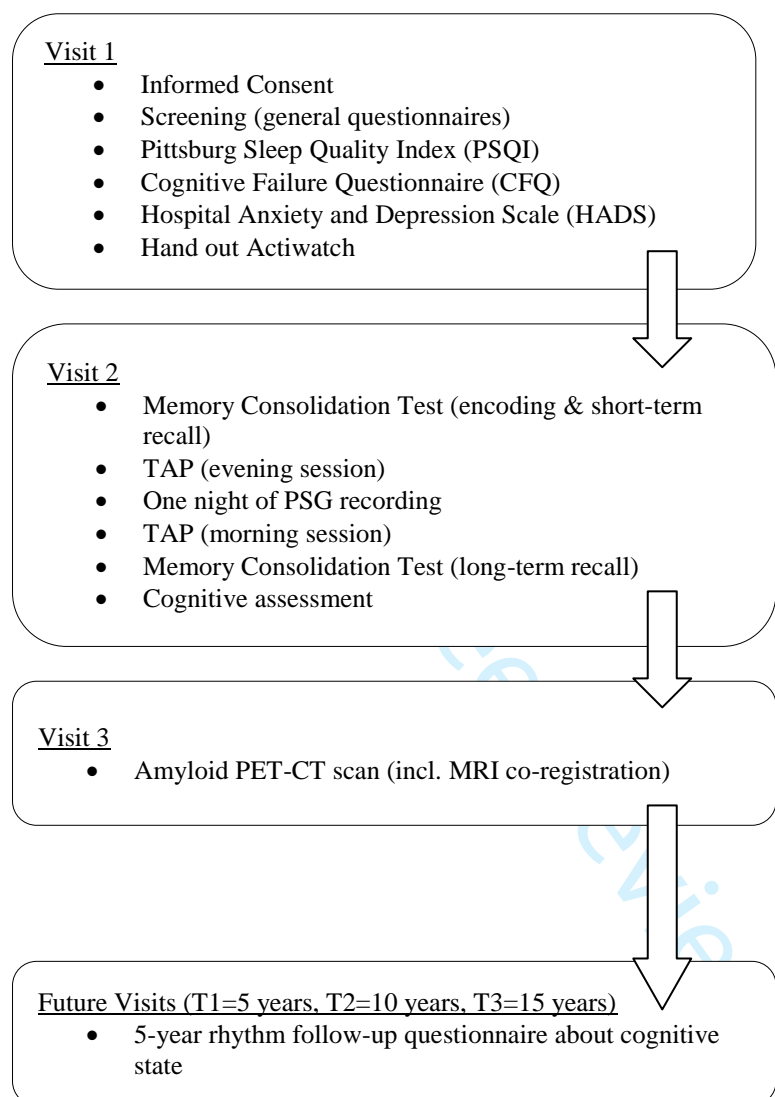 Visit 1
• Informed Consent
• Screening (general questionnaires)
• Pittsburg Sleep Quality Index (PSQI)
• Cognitive Failure Questionnaire (CFQ)
• Hospital Anxiety and Depression Scale (HADS)
• Hand out Actiwatch
Visit 2
• Memory Consolidation Test (encoding & short-term
recall)
• TAP (evening session)
• One night of PSG recording
• TAP (morning session)
• Memory Consolidation Test (long-term recall)
• Cognitive assessment
Visit 3
• Amyloid PET-CT scan (incl. MRI co-registration)
Future Visits (T1=5 years, T2=10 years, T3=15 years)
• 5-year rhythm follow-up questionnaire about cognitive
state